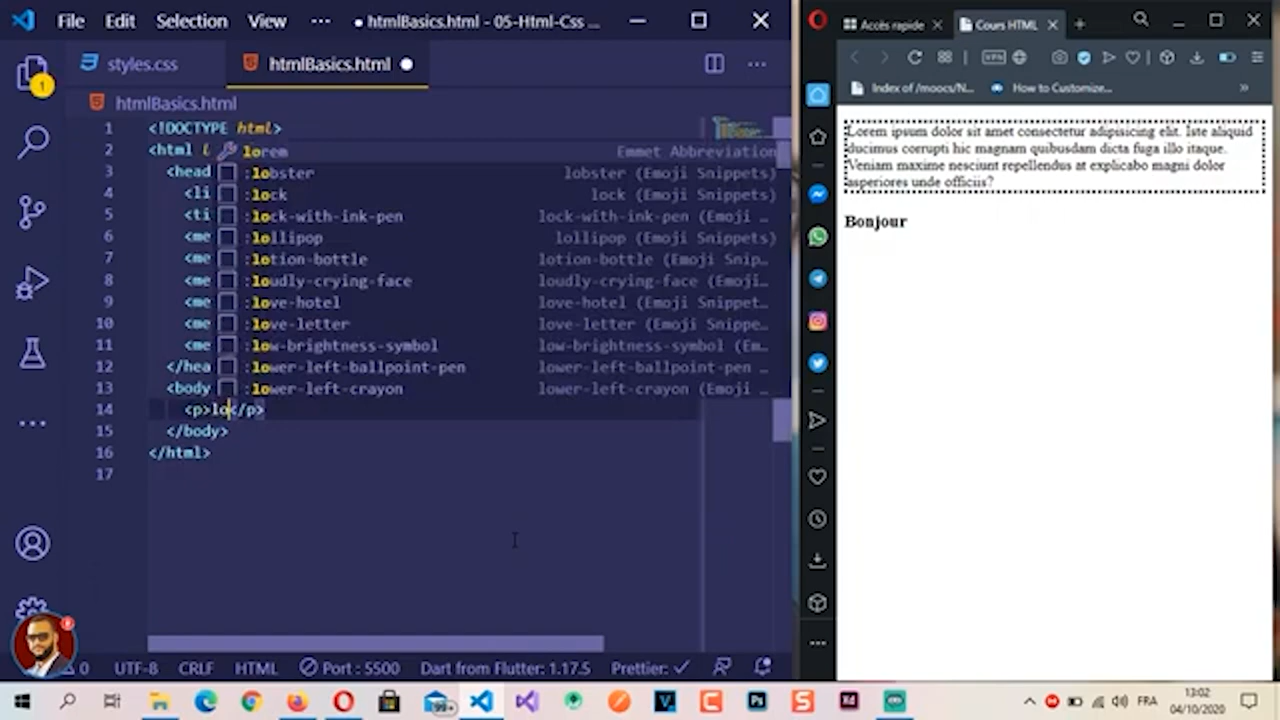 File Edit Selection View ··· ● htmlBasics.html - 05-Html-Css ...
styles.css
htmlBasics.html ●
htmlBasics.html
1 <!DOCTYPE html>
2 <html l
lorem Emmet Abbreviation
3 <head
:lobster lobster (Emoji Snippets)
4 <li
:lock lock (Emoji Snippets)
5 <ti
:lock-with-ink-pen lock-with-ink-pen (Emoji …
6 <me
:lollipop lollipop (Emoji Snippets)
7 <me
:lotion-bottle lotion-bottle (Emoji Snip…
8 <me
:loudly-crying-face loudly-crying-face (Emoji…
9 <me
:love-hotel love-hotel (Emoji Snippet…
10 <me
:love-letter love-letter (Emoji Snippe…
11 <me
:low-brightness-symbol low-brightness-symbol (Em…
12 </hea
:lower-left-ballpoint-pen lower-left-ballpoint-pen …
13 <body
:lower-left-crayon lower-left-crayon (Emoji …
14 <p>lo</p>
15 </body>
16 </html>
17
1
0 UTF-8 CRLF HTML Port : 5500 Dart from Flutter: 1.17.5 Prettier: ✓
Accès rapide
Cours HTML
VPN
Index of /moocs/N...
How to Customize...
»
Lorem ipsum dolor sit amet consectetur adipisicing elit. Iste aliquid
ducimus corrupti hic magnam quibusdam dicta fuga illo itaque.
Veniam maxime nesciunt repellendus at explicabo magni dolor
asperiores unde officiis?
Bonjour
99+
Ps
S
Xd
FRA
13:02
04/10/2020